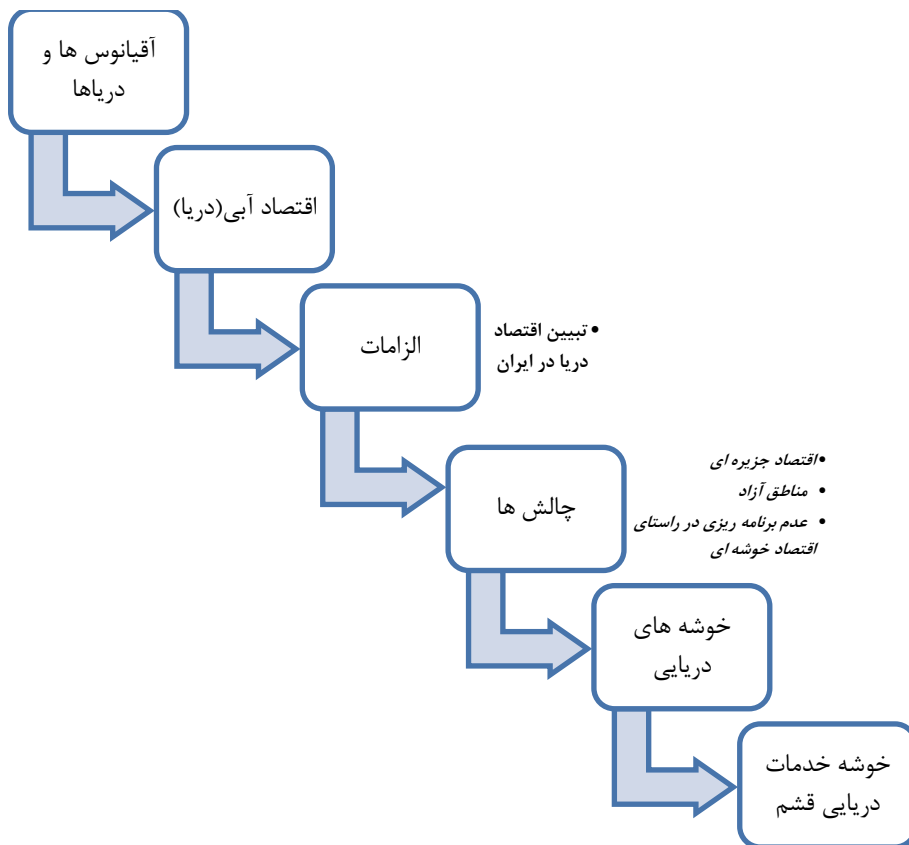 آقیانوس ها و
دریاها
اقتصاد آبی(دریا)
الزامات
• تبیین اقتصاد
دریا در ایران
چالش ها
• اقتصاد جزیره ای
• مناطق آزاد
• عدم برنامه ریزی در راستای
اقتصاد خوشه ای
خوشه های
دریایی
خوشه خدمات
دریایی قشم